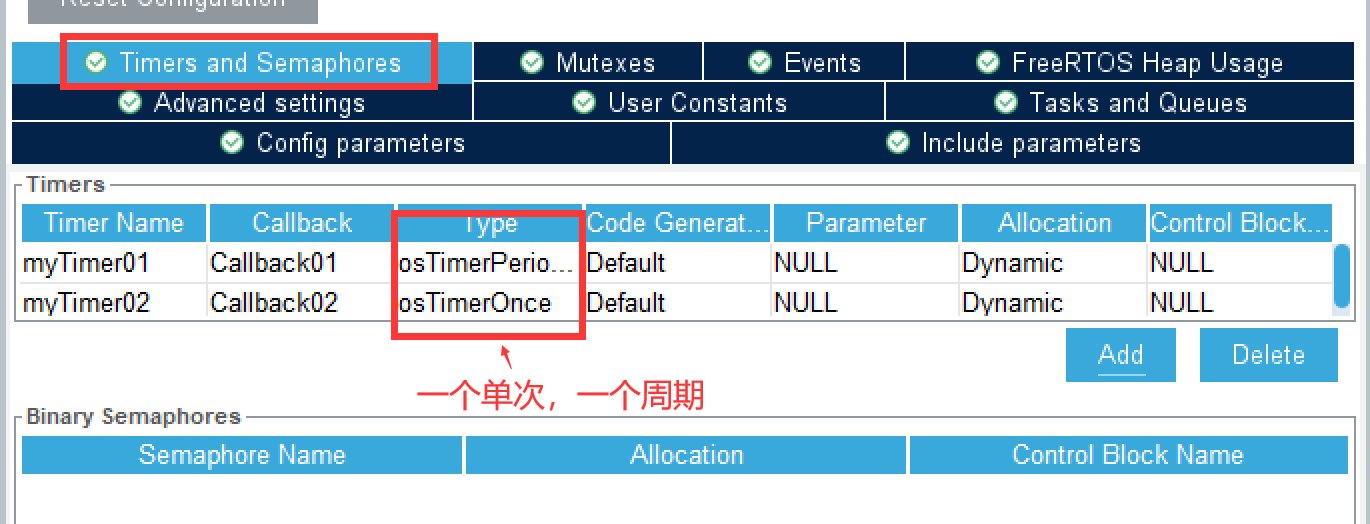 Reset Configuration
Timers and Semaphores Mutexes Events FreeRTOS Heap Usage
Advanced settings User Constants Tasks and Queues
Config parameters Include parameters
Timers
Timer Name Callback Type Code Generat... Parameter Allocation Control Block...
myTimer01 Callback01 osTimerPerio... Default NULL Dynamic NULL
myTimer02 Callback02 osTimerOnce Default NULL Dynamic NULL
Add Delete
一个单次，一个周期
Binary Semaphores
Semaphore Name Allocation Control Block Name